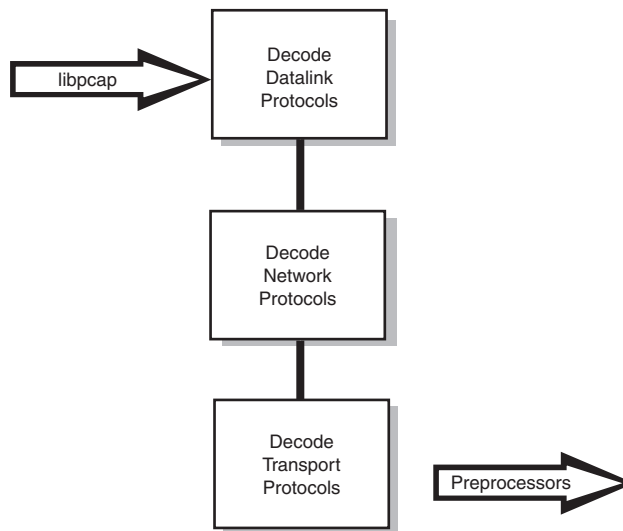 libpcap
Decode
Datalink
Protocols
Decode
Network
Protocols
Decode
Transport
Protocols
Preprocessors